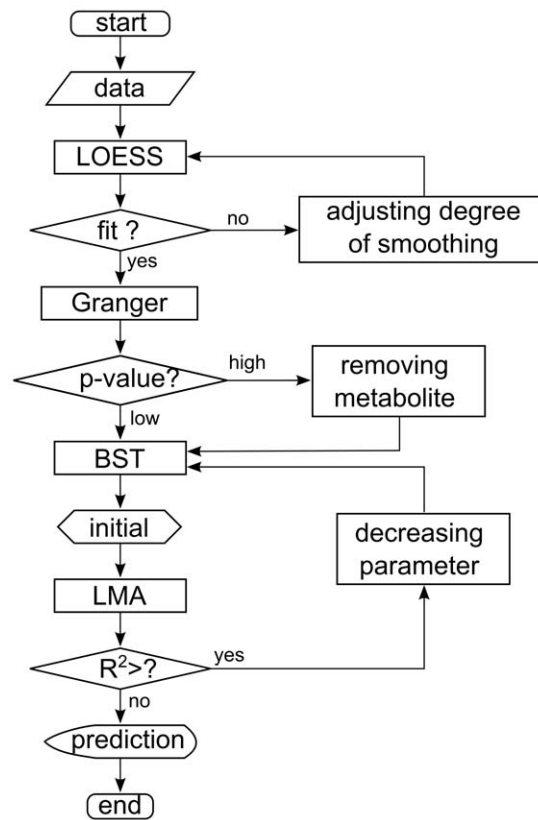 start
data
LOESS
fit ?
no
adjusting degree
of smoothing
yes
Granger
p-value?
high
removing
metabolite
low
BST
initial
decreasing
parameter
LMA
R²>?
yes
no
prediction
end